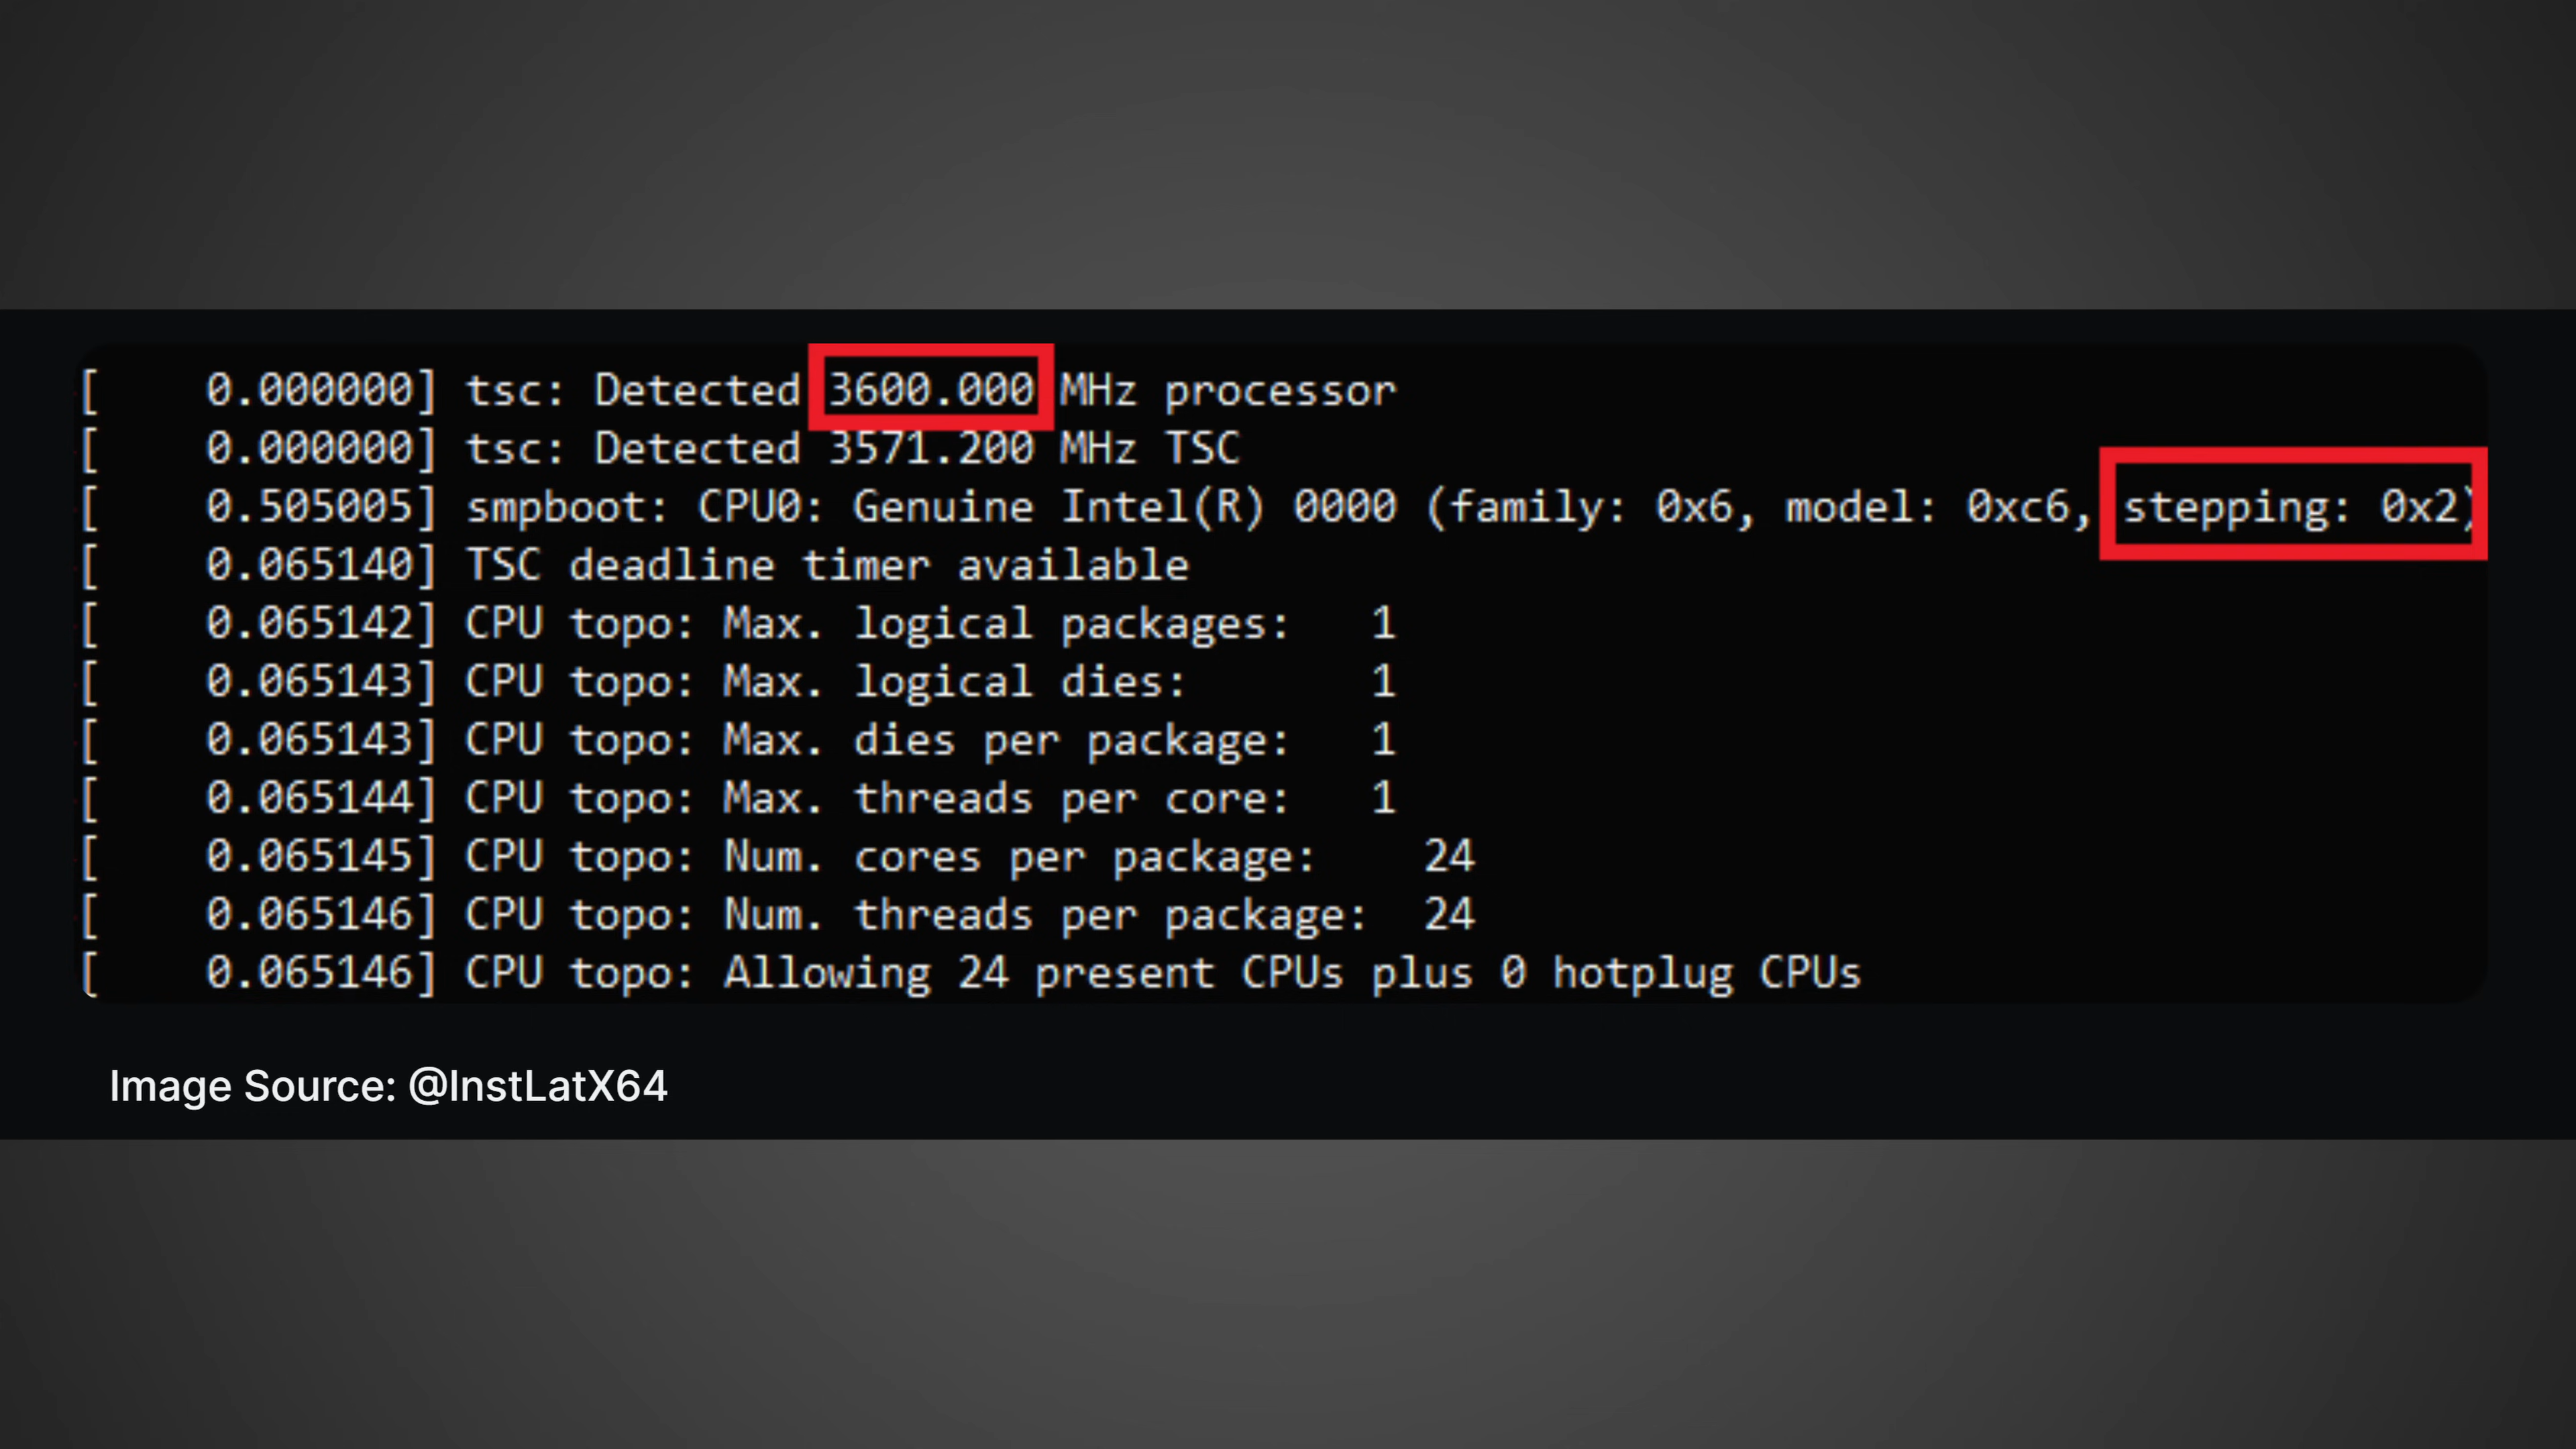 [    0.000000] tsc: Detected 3600.000 MHz processor
[    0.000000] tsc: Detected 3571.200 MHz TSC
[    0.505005] smpboot: CPU0: Genuine Intel(R) 0000 (family: 0x6, model: 0xc6, stepping: 0x2)
[    0.065140] TSC deadline timer available
[    0.065142] CPU topo: Max. logical packages:   1
[    0.065143] CPU topo: Max. logical dies:       1
[    0.065143] CPU topo: Max. dies per package:   1
[    0.065144] CPU topo: Max. threads per core:   1
[    0.065145] CPU topo: Num. cores per package:    24
[    0.065146] CPU topo: Num. threads per package:  24
[    0.065146] CPU topo: Allowing 24 present CPUs plus 0 hotplug CPUs
Image Source: @InstLatX64